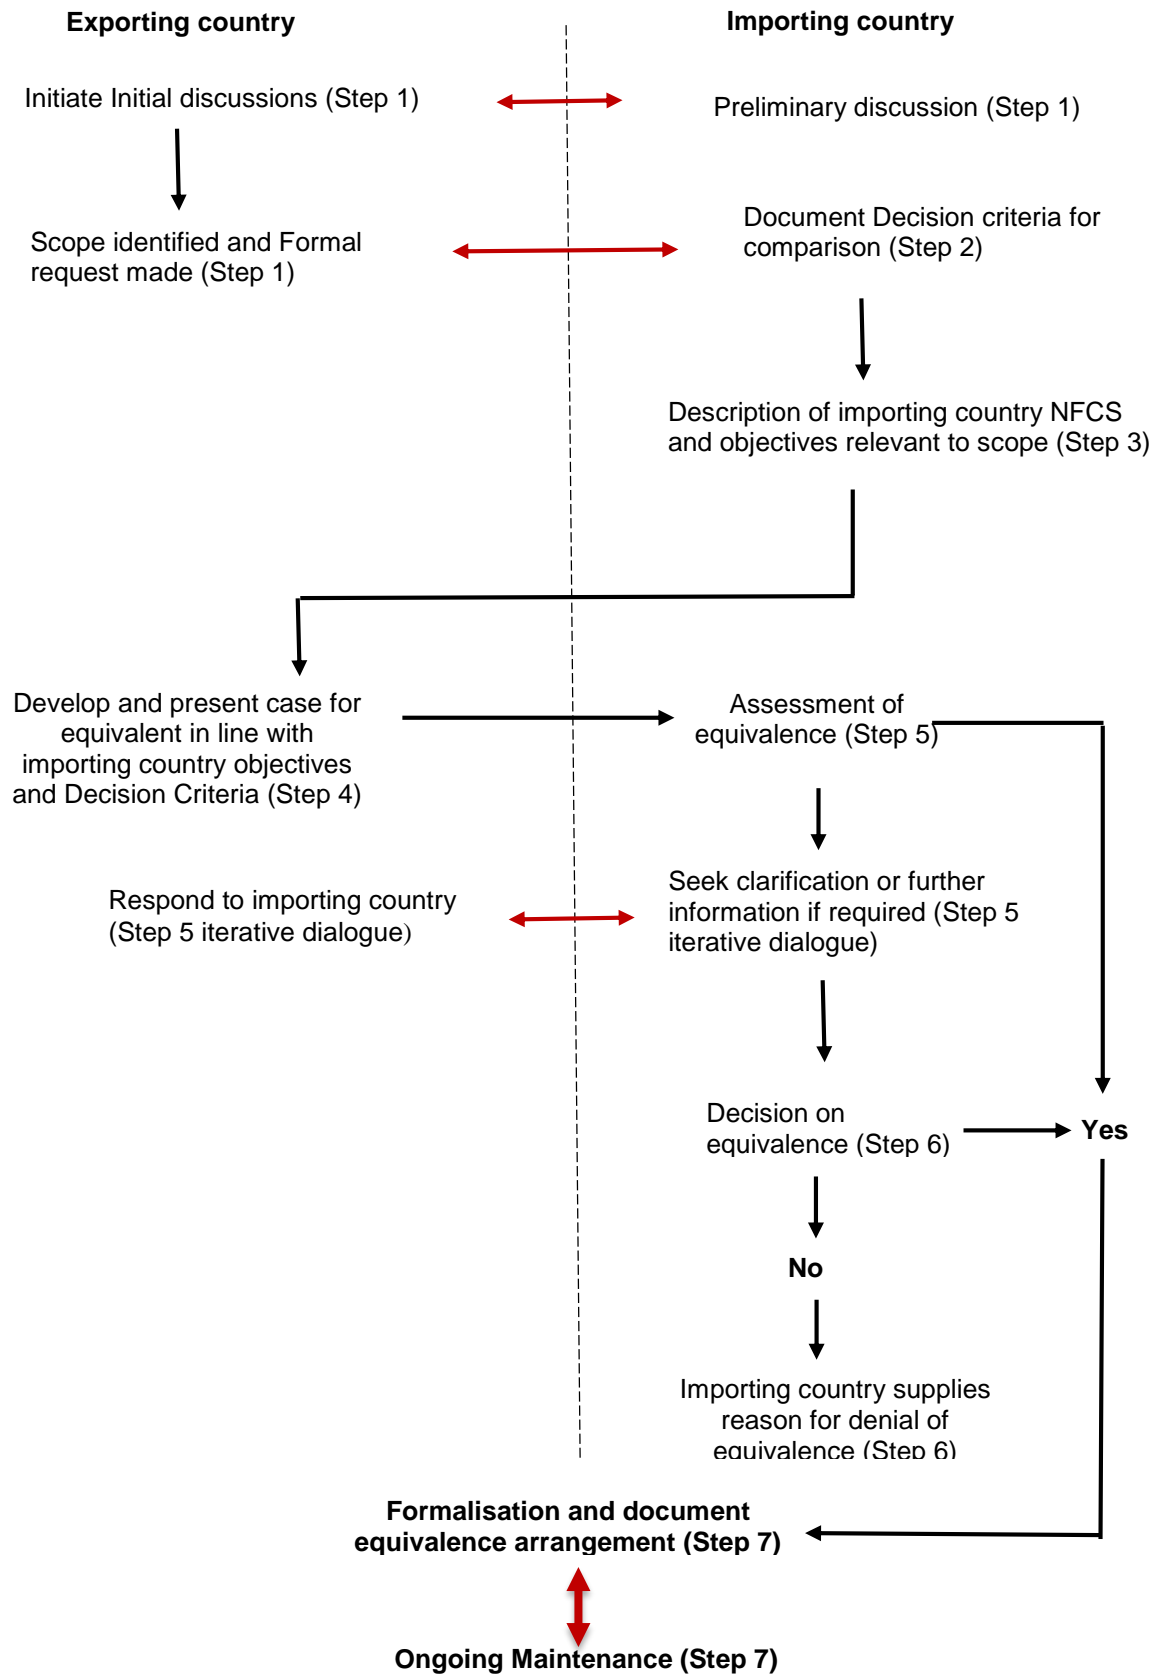 Exporting country
Importing country
Initiate Initial discussions (Step 1)
Preliminary discussion (Step 1)
Scope identified and Formal
request made (Step 1)
Document Decision criteria for
comparison (Step 2)
Description of importing country NFCS
and objectives relevant to scope (Step 3)
Develop and present case for
equivalent in line with
importing country objectives
and Decision Criteria (Step 4)
Assessment of
equivalence (Step 5)
Respond to importing country
(Step 5 iterative dialogue)
Seek clarification or further
information if required (Step 5
iterative dialogue)
Decision on
equivalence (Step 6)
Yes
No
Importing country supplies
reason for denial of
equivalence (Step 6)
Formalisation and document
equivalence arrangement (Step 7)
Ongoing Maintenance (Step 7)